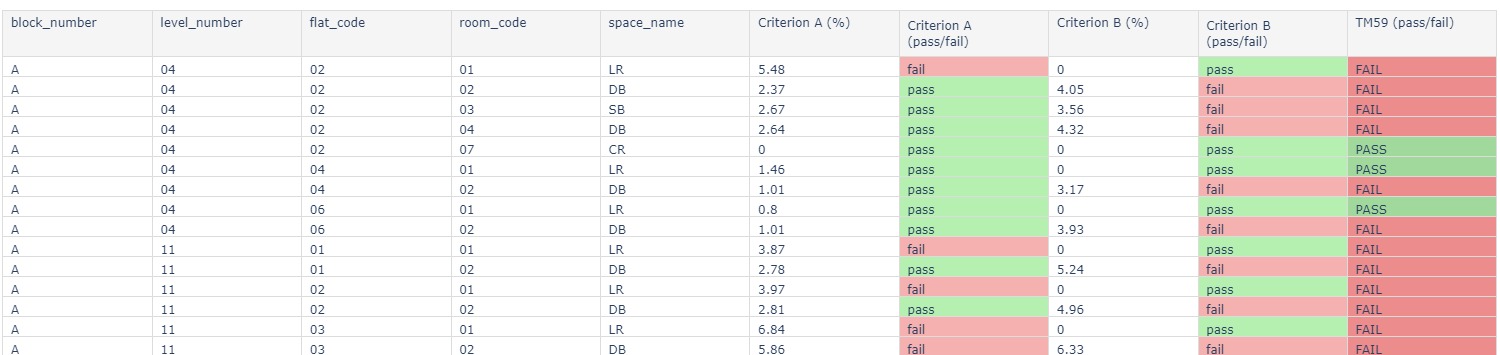 block_number level_number flat_code room_code space_name Criterion A (%) Criterion A (pass/fail) Criterion B (%) Criterion B (pass/fail) TM59 (pass/fail)
A 04 02 01 LR 5.48 fail 0 pass FAIL
A 04 02 02 DB 2.37 pass 4.05 fail FAIL
A 04 02 03 SB 2.67 pass 3.56 fail FAIL
A 04 02 04 DB 2.64 pass 4.32 fail FAIL
A 04 02 07 CR 0 pass 0 pass PASS
A 04 04 01 LR 1.46 pass 0 pass PASS
A 04 04 02 DB 1.01 pass 3.17 fail FAIL
A 04 06 01 LR 0.8 pass 0 pass PASS
A 04 06 02 DB 1.01 pass 3.93 fail FAIL
A 11 01 01 LR 3.87 fail 0 pass FAIL
A 11 01 02 DB 2.78 pass 5.24 fail FAIL
A 11 02 01 LR 3.97 fail 0 pass FAIL
A 11 02 02 DB 2.81 pass 4.96 fail FAIL
A 11 03 01 LR 6.84 fail 0 pass FAIL
A 11 03 02 DB 5.86 fail 6.33 fail FAIL